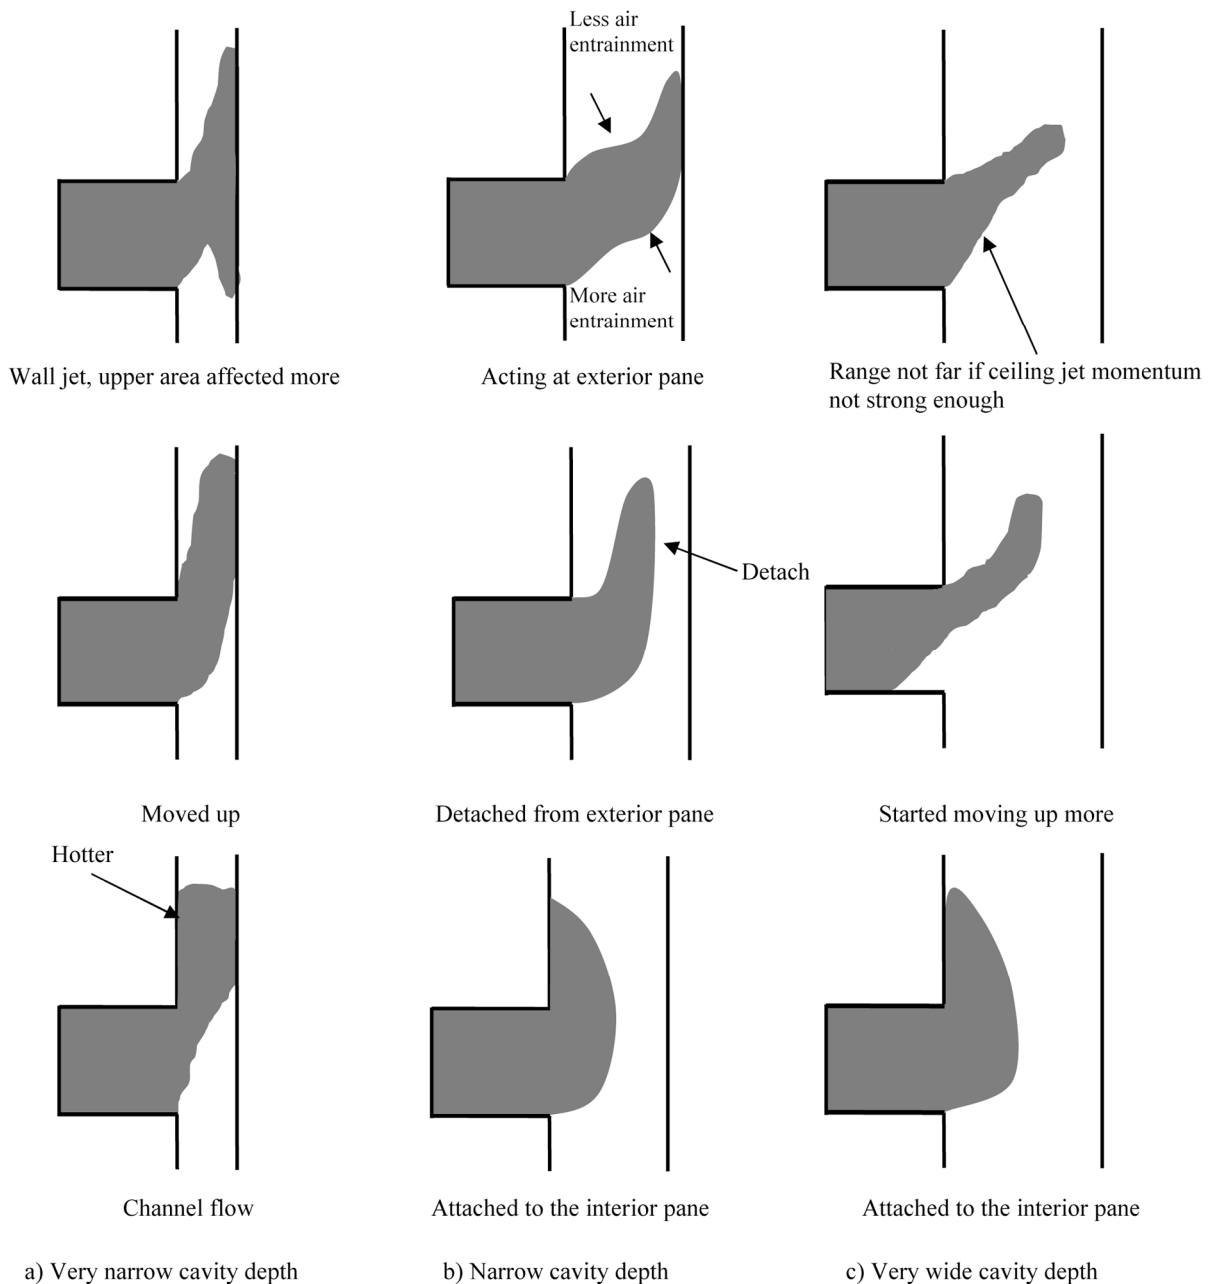 Less air
entrainment
More air
entrainment
Wall jet, upper area affected more
Acting at exterior pane
Range not far if ceiling jet momentum
not strong enough
Detach
Moved up
Detached from exterior pane
Started moving up more
Hotter
Channel flow
Attached to the interior pane
Attached to the interior pane
a) Very narrow cavity depth
b) Narrow cavity depth
c) Very wide cavity depth